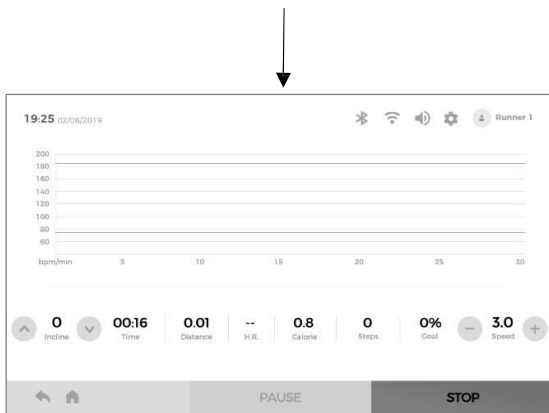 19:25 02/08/2019 Runner 1
200
180
160
140
120
100
80
60
bpm/min 5 10 15 20 25 30
0 00:16 0.01 -- 0.8 0 0% 3.0
Incline Time Distance H.R. Calorie Steps Goal Speed
PAUSE STOP